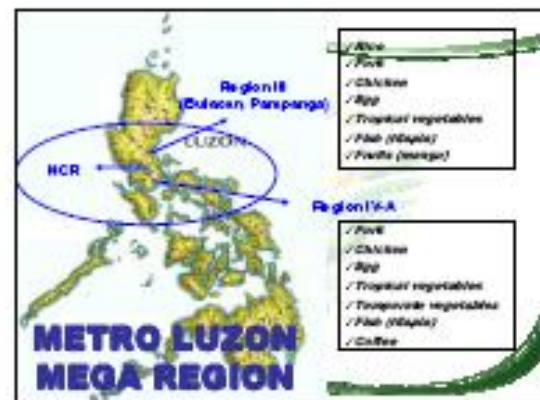 Region III
(Bulacan, Pampanga)
LUZON
NCR
Region IV-A
✓Rice
✓Pork
✓Chicken
✓Egg
✓Tropical vegetables
✓Fish (tilapia)
✓Fruits (mango)
✓Pork
✓Chicken
✓Egg
✓Tropical vegetables
✓Temperate vegetables
✓Fish (tilapia)
✓Coffee
METRO LUZON
MEGA REGION